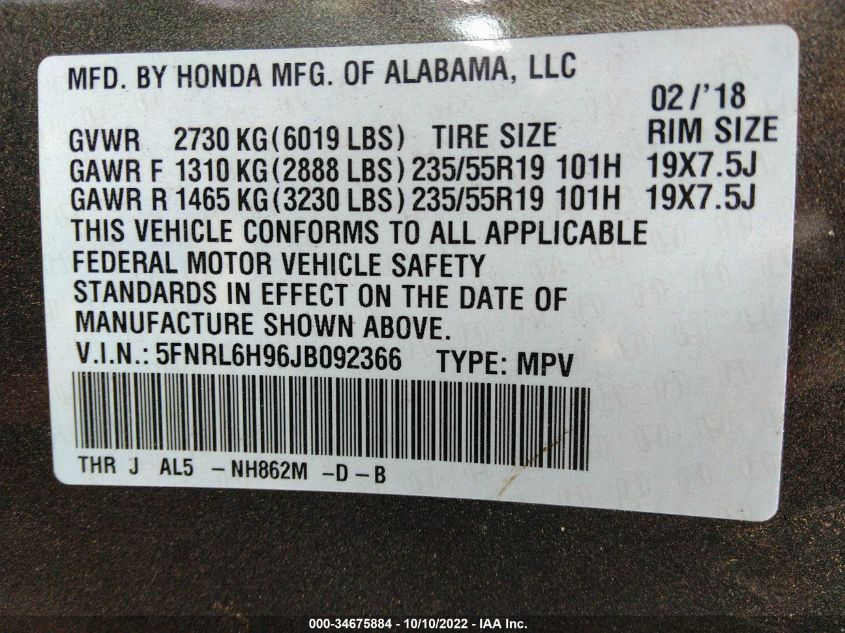 MFD. BY HONDA MFG. OF ALABAMA, LLC
02 /'18
GVWR 2730 KG(6019 LBS) TIRE SIZE RIM SIZE
GAWR F 1310 KG(2888 LBS) 235/55R19 101H 19X7.5J
GAWR R 1465 KG(3230 LBS) 235/55R19 101H 19X7.5J
THIS VEHICLE CONFORMS TO ALL APPLICABLE
FEDERAL MOTOR VEHICLE SAFETY
STANDARDS IN EFFECT ON THE DATE OF
MANUFACTURE SHOWN ABOVE.
V.I.N.: 5FNRL6H96JB092366 TYPE: MPV
THR J AL5 -NH862M -D-B
000-34675884 - 10/10/2022 - IAA Inc.